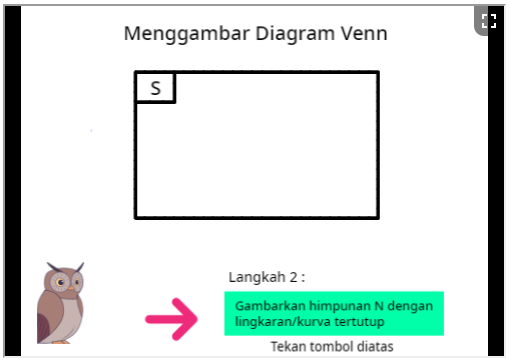 Menggambar Diagram Venn
S
Langkah 2 :
Gambarkan himpunan N dengan
lingkaran/kurva tertutup
Tekan tombol diatas